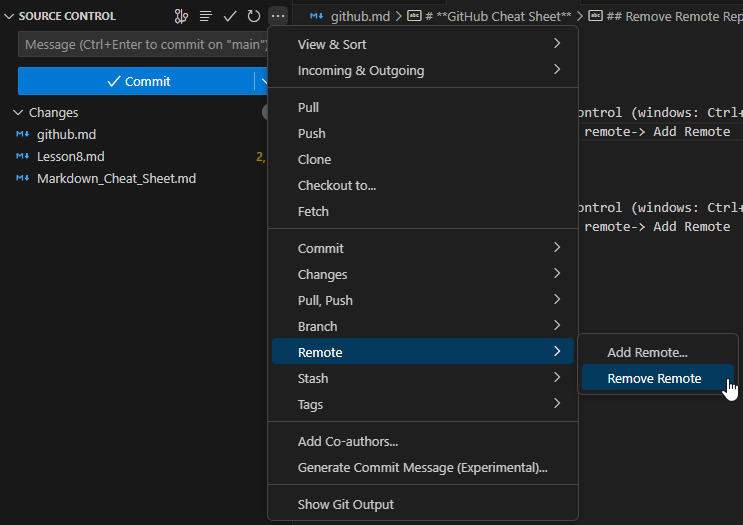 SOURCE CONTROL
Message (Ctrl+Enter to commit on "main")
Commit
Changes
github.md
Lesson8.md 2,
Markdown_Cheat_Sheet.md
github.md > # **GitHub Cheat Sheet** > ## Remove Remote Rep
ontrol (windows: Ctrl+
remote-> Add Remote
ontrol (windows: Ctrl+
remote-> Add Remote
View & Sort
Incoming & Outgoing
Pull
Push
Clone
Checkout to...
Fetch
Commit
Changes
Pull, Push
Branch
Remote
Stash
Tags
Add Co-authors...
Generate Commit Message (Experimental)...
Show Git Output
Add Remote...
Remove Remote